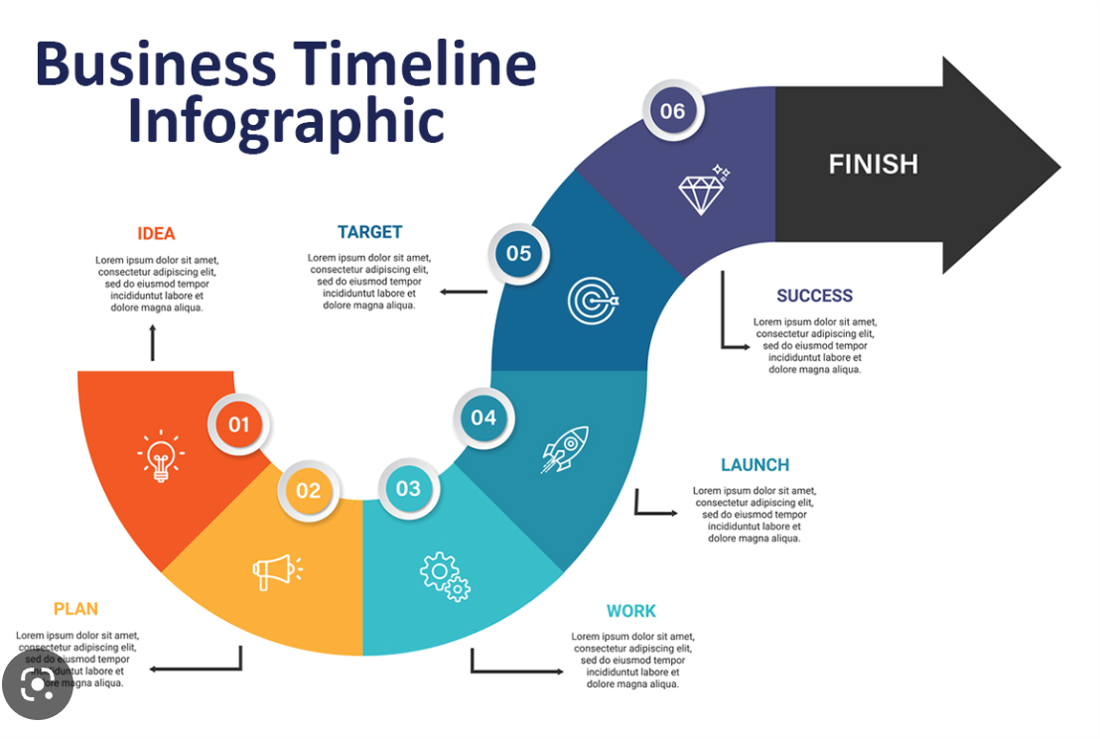 Business Timeline
Infographic
06
FINISH
IDEA
Lorem ipsum dolor sit amet,
consectetur adipiscing elit,
sed do eiusmod tempor
incididuntut labore et
dolore magna aliqua.
TARGET
Lorem ipsum dolor sit amet,
consectetur adipiscing elit,
sed do eiusmod tempor
incididuntut labore et
dolore magna aliqua.
05
SUCCESS
Lorem ipsum dolor sit amet,
consectetur adipiscing elit,
sed do eiusmod tempor
incididuntut labore et
dolore magna aliqua.
01
02
03
04
LAUNCH
Lorem ipsum dolor sit amet,
consectetur adipiscing elit,
sed do eiusmod tempor
incididuntut labore et
dolore magna aliqua.
PLAN
Lorem ipsum dolor sit amet,
consectetur adipiscing elit,
sed do eiusmod tempor
incididuntut labore et
dolore magna aliqua.
WORK
Lorem ipsum dolor sit amet,
consectetur adipiscing elit,
sed do eiusmod tempor
incididuntut labore et
dolore magna aliqua.